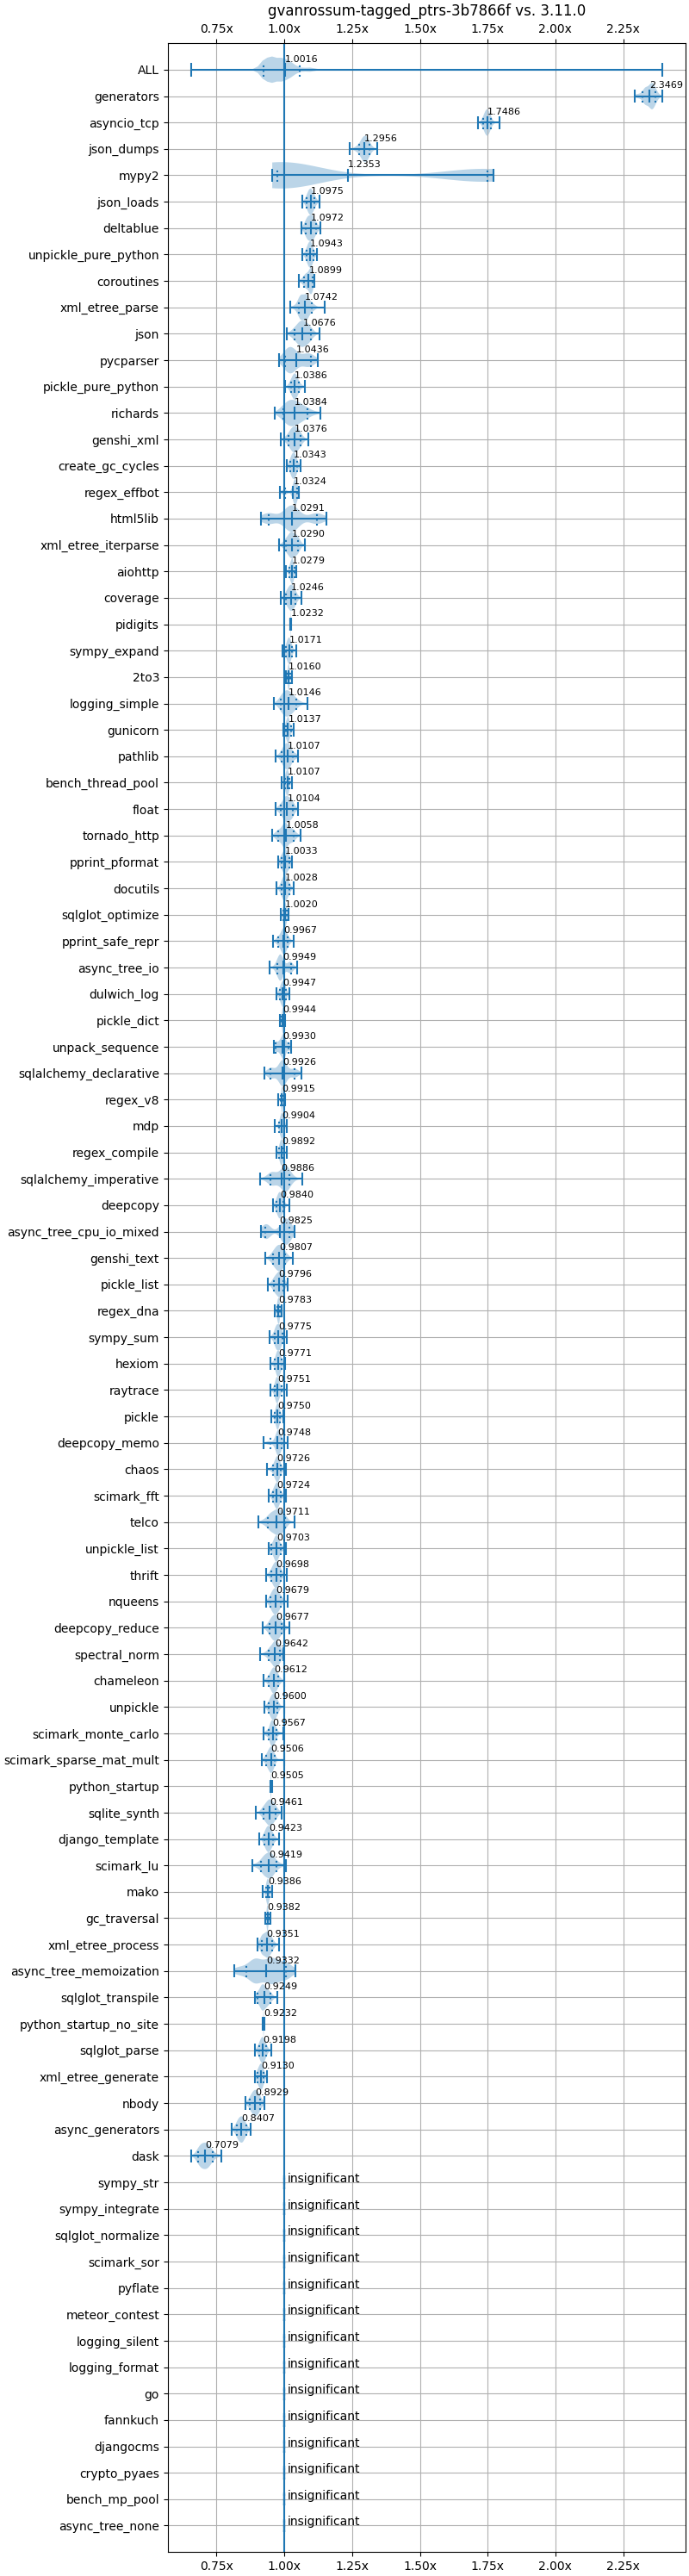 gvanrossum-tagged_ptrs-3b7866f vs. 3.11.0
0.75x 1.00x 1.25x 1.50x 1.75x 2.00x 2.25x
ALL 1.0016
generators 2.3469
asyncio_tcp 1.7486
json_dumps 1.2956
mypy2 1.2353
json_loads 1.0975
deltablue 1.0972
unpickle_pure_python 1.0943
coroutines 1.0899
xml_etree_parse 1.0742
json 1.0676
pycparser 1.0436
pickle_pure_python 1.0386
richards 1.0384
genshi_xml 1.0376
create_gc_cycles 1.0343
regex_effbot 1.0324
html5lib 1.0291
xml_etree_iterparse 1.0290
aiohttp 1.0279
coverage 1.0246
pidigits 1.0232
sympy_expand 1.0171
2to3 1.0160
logging_simple 1.0146
gunicorn 1.0137
pathlib 1.0107
bench_thread_pool 1.0107
float 1.0104
tornado_http 1.0058
pprint_pformat 1.0033
docutils 1.0028
sqlglot_optimize 1.0020
pprint_safe_repr 0.9967
async_tree_io 0.9949
dulwich_log 0.9947
pickle_dict 0.9944
unpack_sequence 0.9930
sqlalchemy_declarative 0.9926
regex_v8 0.9915
mdp 0.9904
regex_compile 0.9892
sqlalchemy_imperative 0.9886
deepcopy 0.9840
async_tree_cpu_io_mixed 0.9825
genshi_text 0.9807
pickle_list 0.9796
regex_dna 0.9783
sympy_sum 0.9775
hexiom 0.9771
raytrace 0.9751
pickle 0.9750
deepcopy_memo 0.9748
chaos 0.9726
scimark_fft 0.9724
telco 0.9711
unpickle_list 0.9703
thrift 0.9698
nqueens 0.9679
deepcopy_reduce 0.9677
spectral_norm 0.9642
chameleon 0.9612
unpickle 0.9600
scimark_monte_carlo 0.9567
scimark_sparse_mat_mult 0.9506
python_startup 0.9505
sqlite_synth 0.9461
django_template 0.9423
scimark_lu 0.9419
mako 0.9386
gc_traversal 0.9382
xml_etree_process 0.9351
async_tree_memoization 0.9332
sqlglot_transpile 0.9249
python_startup_no_site 0.9232
sqlglot_parse 0.9198
xml_etree_generate 0.9130
nbody 0.8929
async_generators 0.8407
dask 0.7079
sympy_str insignificant
sympy_integrate insignificant
sqlglot_normalize insignificant
scimark_sor insignificant
pyflate insignificant
meteor_contest insignificant
logging_silent insignificant
logging_format insignificant
go insignificant
fannkuch insignificant
djangocms insignificant
crypto_pyaes insignificant
bench_mp_pool insignificant
async_tree_none insignificant
0.75x 1.00x 1.25x 1.50x 1.75x 2.00x 2.25x